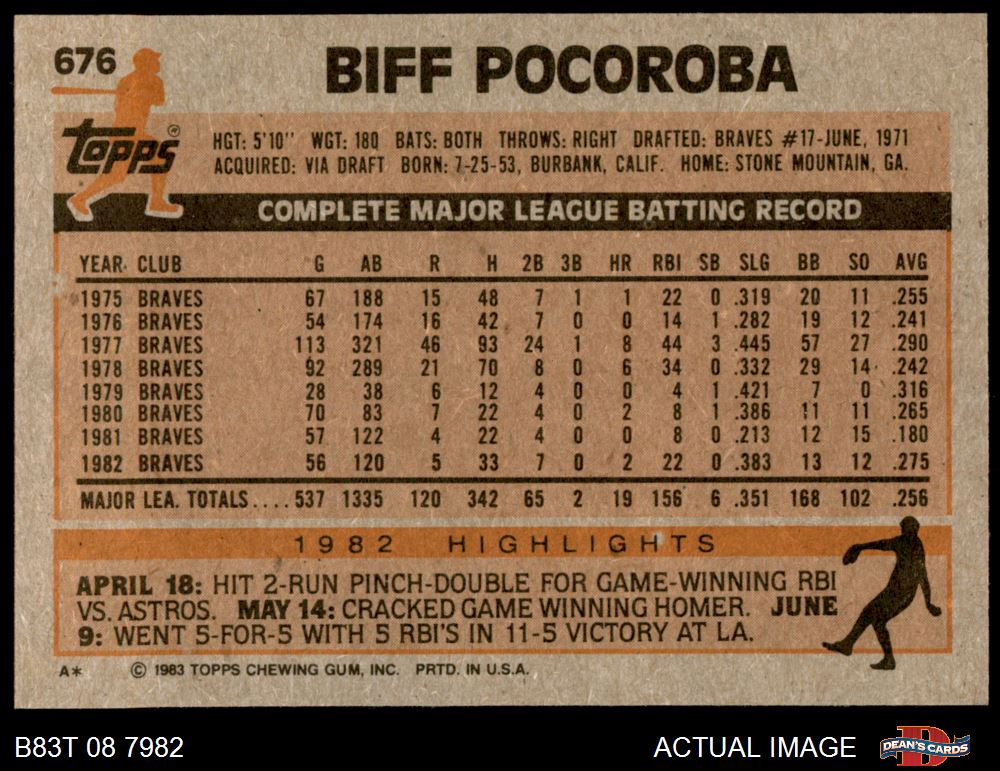 676
BIFF POCOROBA
Topps®
HGT: 5'10" WGT: 180 BATS: BOTH THROWS: RIGHT DRAFTED: BRAVES #17-JUNE, 1971
ACQUIRED: VIA DRAFT BORN: 7-25-53, BURBANK, CALIF. HOME: STONE MOUNTAIN, GA.
COMPLETE MAJOR LEAGUE BATTING RECORD
YEAR CLUB G AB R H 2B 3B HR RBI SB SLG BB SO AVG
1975 BRAVES 67 188 15 48 7 1 1 22 0 .319 20 11 .255
1976 BRAVES 54 174 16 42 7 0 0 14 1 .282 19 12 .241
1977 BRAVES 113 321 46 93 24 1 8 44 3 .445 57 27 .290
1978 BRAVES 92 289 21 70 8 0 6 34 0 .332 29 14 .242
1979 BRAVES 28 38 6 12 4 0 0 4 1 .421 7 0 .316
1980 BRAVES 70 83 7 22 4 0 2 8 1 .386 11 11 .265
1981 BRAVES 57 122 4 22 4 0 0 8 0 .213 12 15 .180
1982 BRAVES 56 120 5 33 7 0 2 22 0 .383 13 12 .275
MAJOR LEA. TOTALS.... 537 1335 120 342 65 2 19 156 6 .351 168 102 .256
1982 HIGHLIGHTS
APRIL 18: HIT 2-RUN PINCH-DOUBLE FOR GAME-WINNING RBI
VS. ASTROS. MAY 14: CRACKED GAME WINNING HOMER. JUNE
9: WENT 5-FOR-5 WITH 5 RBI'S IN 11-5 VICTORY AT LA.
A* © 1983 TOPPS CHEWING GUM, INC. PRTD. IN U.S.A.
B83T 08 7982
ACTUAL IMAGE
D
DEAN'S CARDS